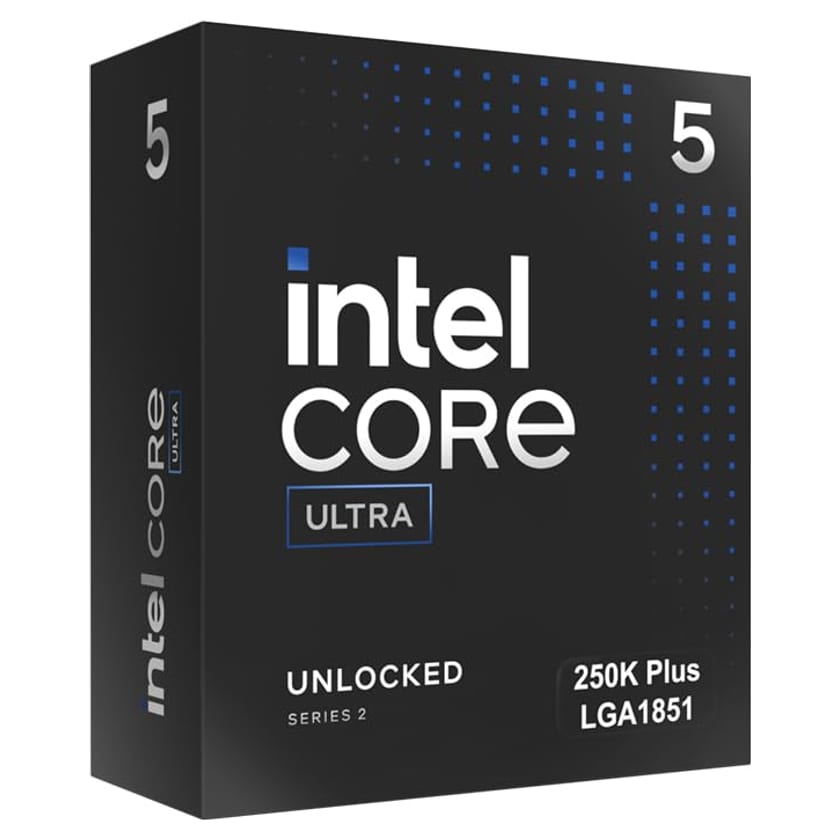 5
intel
CORE
ULTRA
UNLOCKED
SERIES 2
250K Plus
LGA1851
5
intel CORE ULTRA